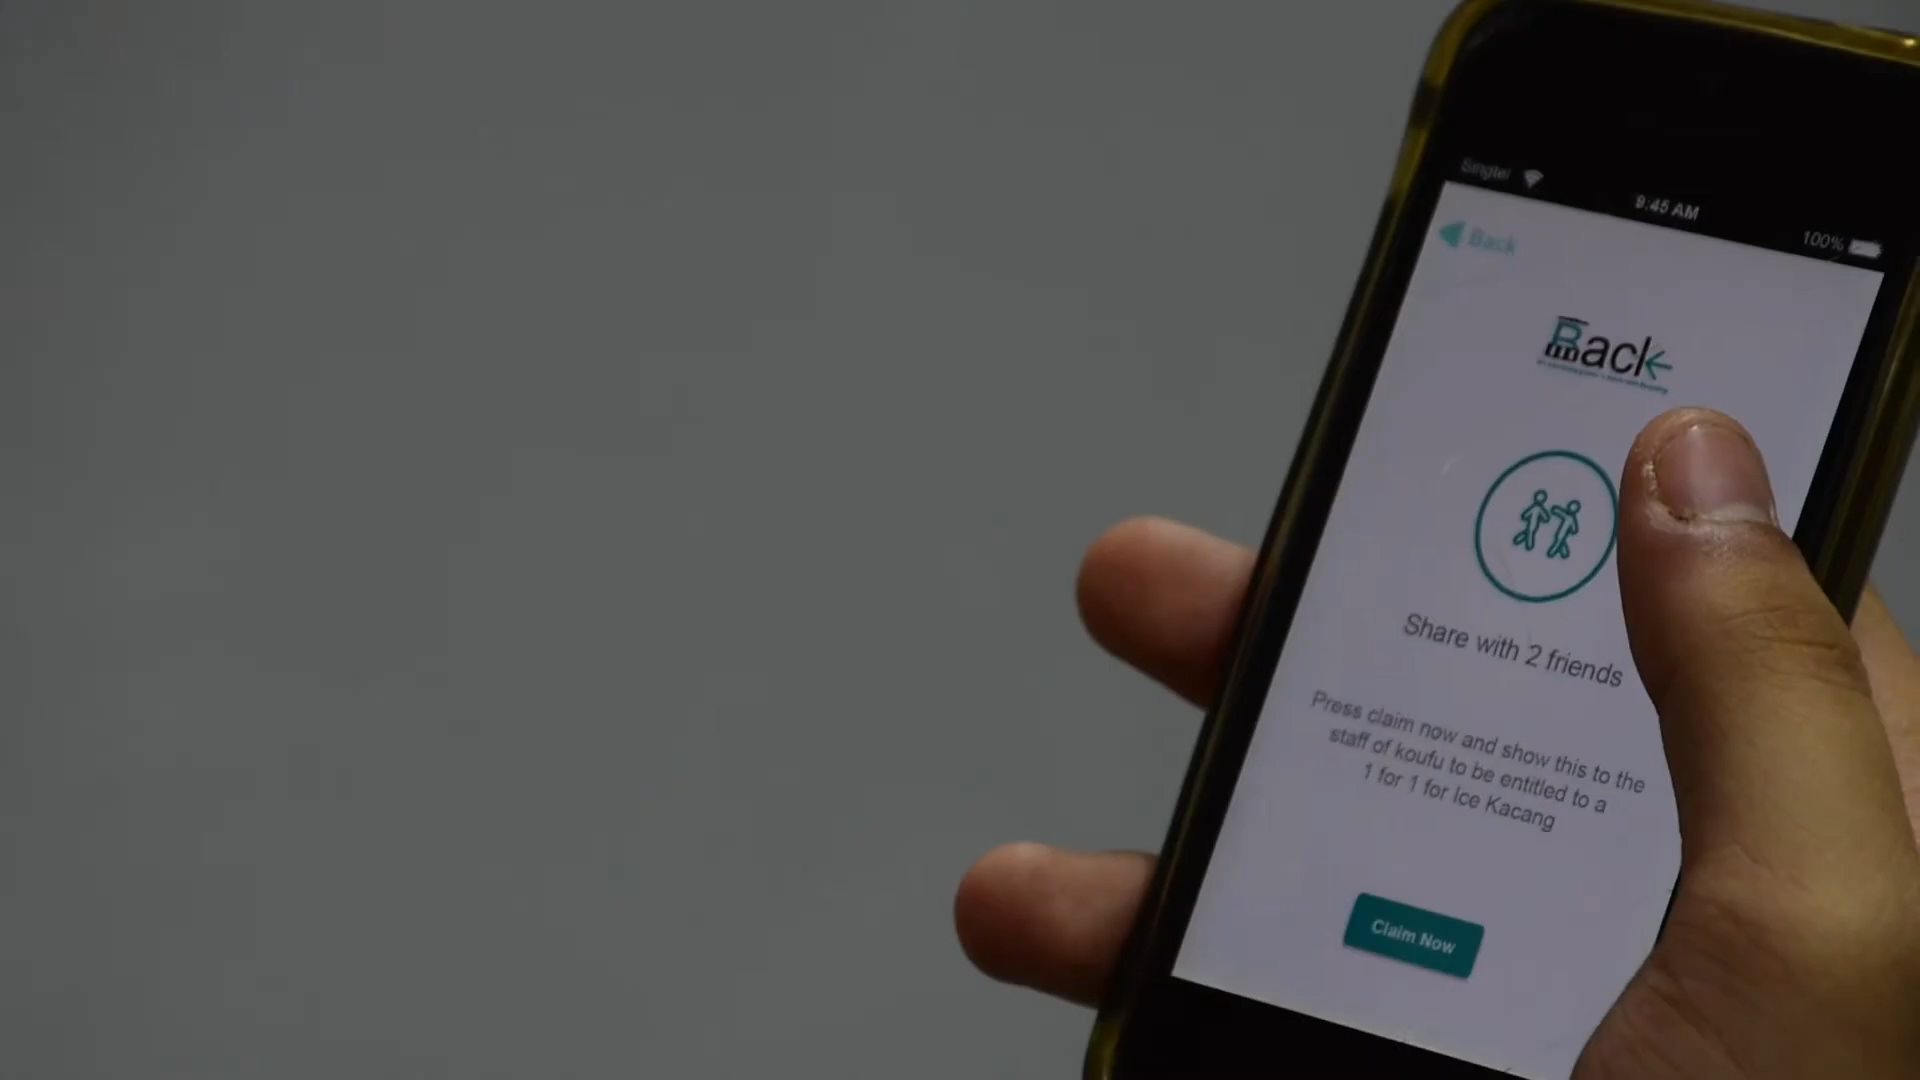 Singtel
9:45 AM
100%
Back
Back
Share with 2 friends
Press claim now and show this to the
staff of koufu to be entitled to a
1 for 1 for Ice Kacang
Claim Now